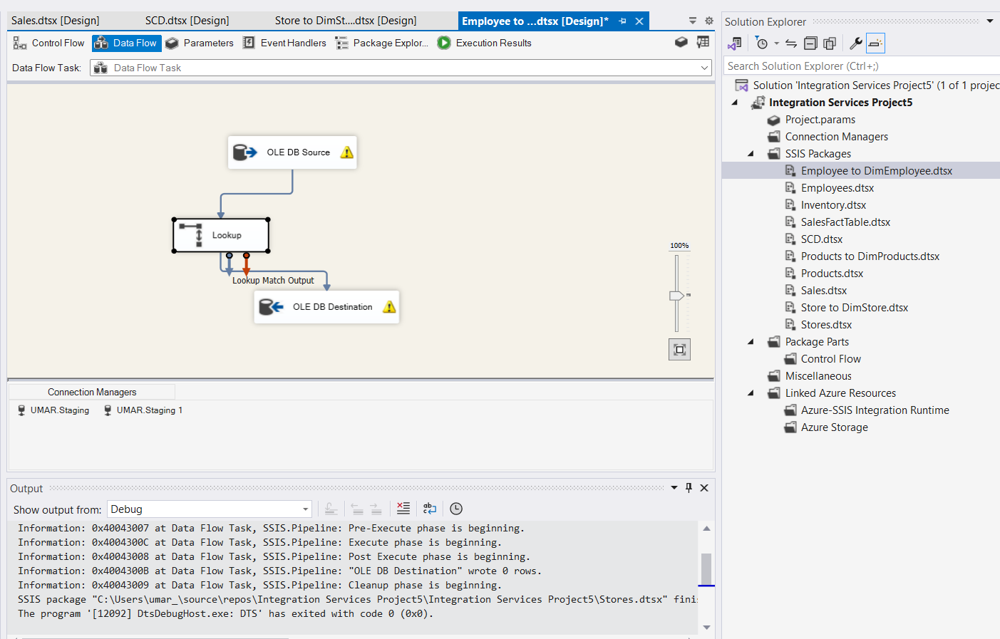 Sales.dtsx [Design]
SCD.dtsx [Design]
Store to DimSt....dtsx [Design]
Employee to ...dtsx [Design]*
Control Flow
Data Flow
Parameters
Event Handlers
Package Explor...
Execution Results
Data Flow Task:
Data Flow Task
OLE DB Source
Lookup
Lookup Match Output
OLE DB Destination
100%
Connection Managers
UMAR.Staging
UMAR.Staging 1
Output
Show output from:
Debug
Information: 0x40043007 at Data Flow Task, SSIS.Pipeline: Pre-Execute phase is beginning.
Information: 0x4004300C at Data Flow Task, SSIS.Pipeline: Execute phase is beginning.
Information: 0x40043008 at Data Flow Task, SSIS.Pipeline: Post Execute phase is beginning.
Information: 0x4004300B at Data Flow Task, SSIS.Pipeline: "OLE DB Destination" wrote 0 rows.
Information: 0x40043009 at Data Flow Task, SSIS.Pipeline: Cleanup phase is beginning.
SSIS package "C:\Users\umar_\source\repos\Integration Services Project5\Integration Services Project5\Stores.dtsx" fini
The program '[12092] DtsDebugHost.exe: DTS' has exited with code 0 (0x0).
Solution Explorer
Search Solution Explorer (Ctrl+;)
Solution 'Integration Services Project5' (1 of 1 projec
Integration Services Project5
Project.params
Connection Managers
SSIS Packages
Employee to DimEmployee.dtsx
Employees.dtsx
Inventory.dtsx
SalesFactTable.dtsx
SCD.dtsx
Products to DimProducts.dtsx
Products.dtsx
Sales.dtsx
Store to DimStore.dtsx
Stores.dtsx
Package Parts
Control Flow
Miscellaneous
Linked Azure Resources
Azure-SSIS Integration Runtime
Azure Storage